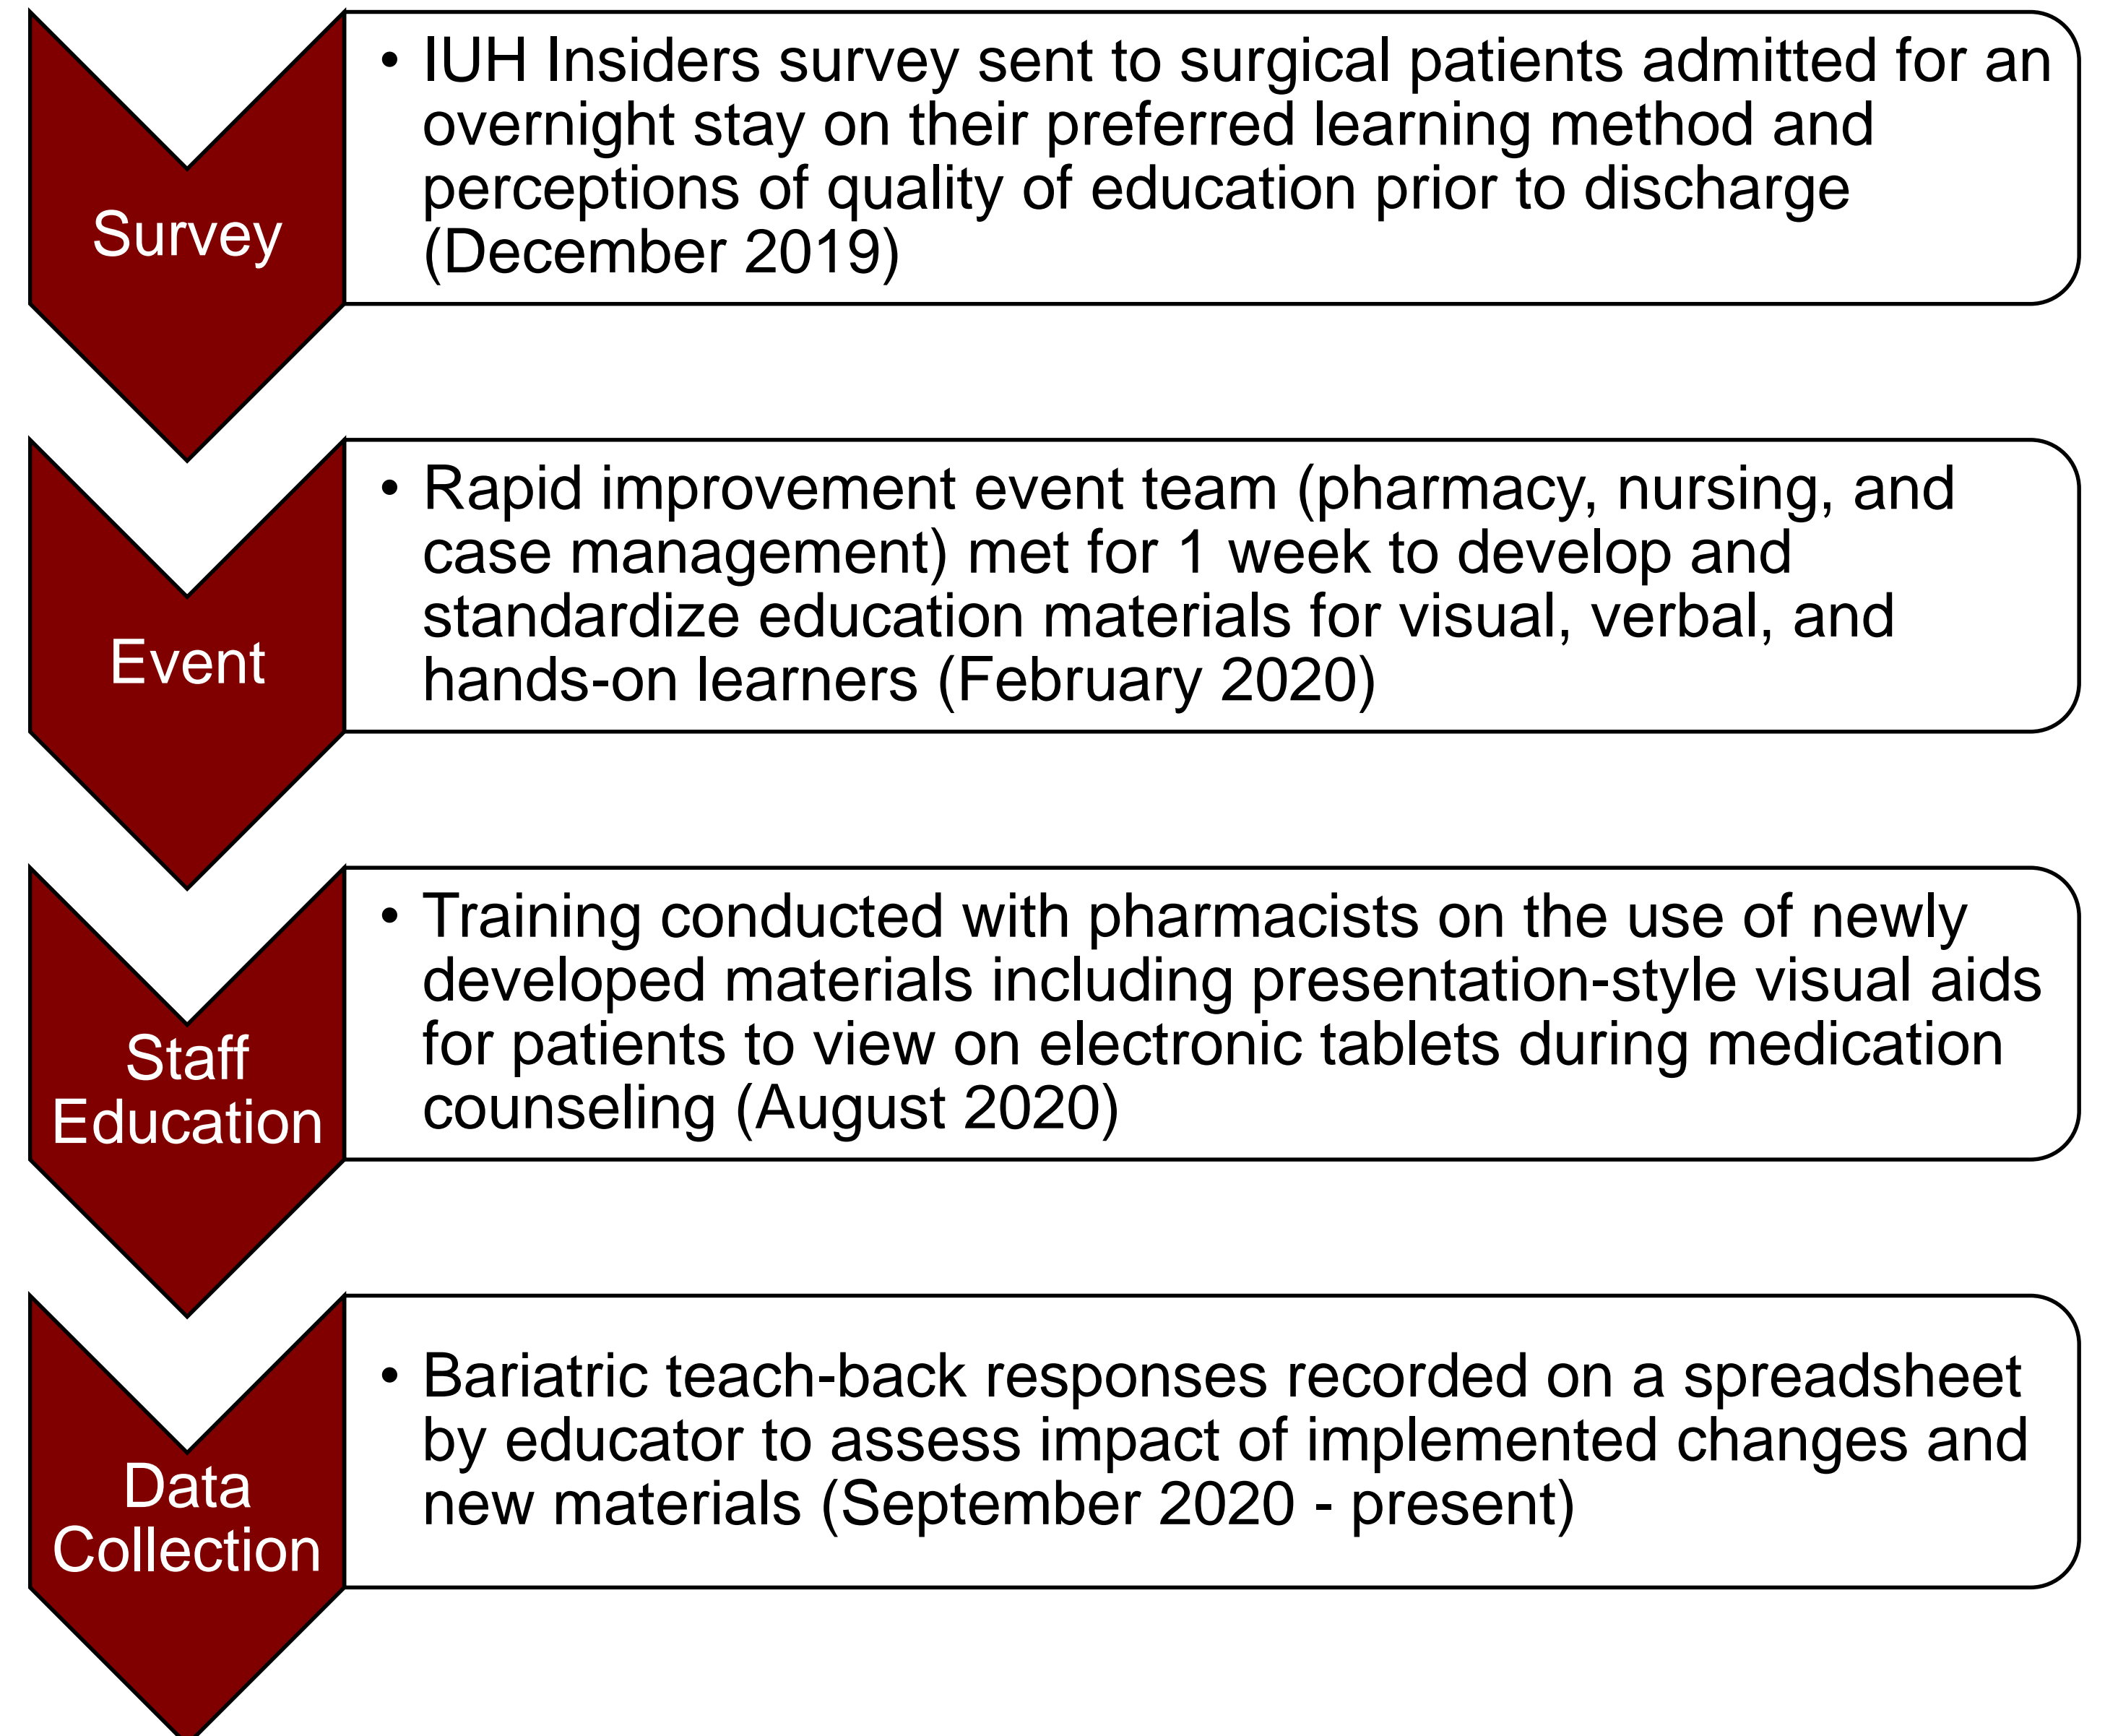 Survey
• IUH Insiders survey sent to surgical patients admitted for an
overnight stay on their preferred learning method and
perceptions of quality of education prior to discharge
(December 2019)
Event
• Rapid improvement event team (pharmacy, nursing, and
case management) met for 1 week to develop and
standardize education materials for visual, verbal, and
hands-on learners (February 2020)
Staff
Education
• Training conducted with pharmacists on the use of newly
developed materials including presentation-style visual aids
for patients to view on electronic tablets during medication
counseling (August 2020)
Data
Collection
• Bariatric teach-back responses recorded on a spreadsheet
by educator to assess impact of implemented changes and
new materials (September 2020 - present)